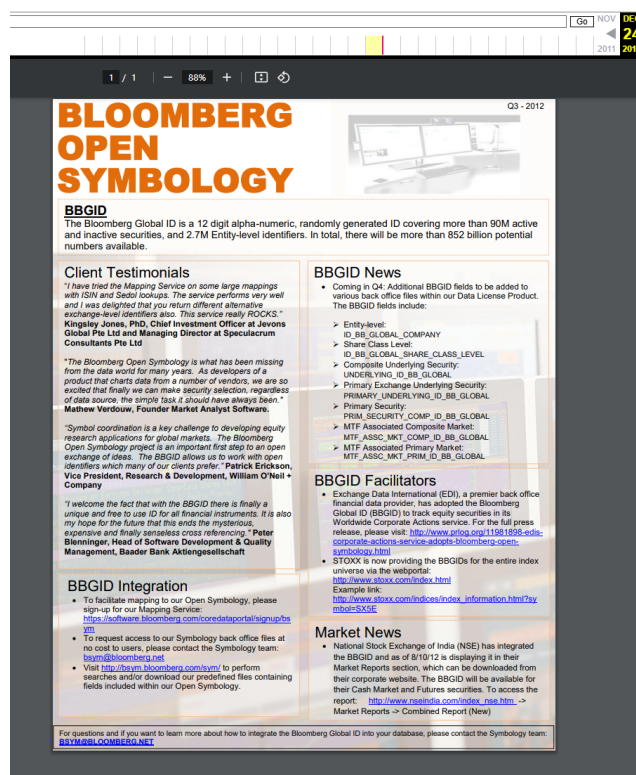 Go
NOV
DEC
24
2011
201
1 / 1
88%
BLOOMBERG
OPEN
SYMBOLOGY
Q3 - 2012
BBGID
The Bloomberg Global ID is a 12 digit alpha-numeric, randomly generated ID covering more than 90M active
and inactive securities, and 2.7M Entity-level identifiers. In total, there will be more than 852 billion potential
numbers available.
Client Testimonials
"I have tried the Mapping Service on some large mappings
with ISIN and Sedol lookups. The service performs very well
and I was delighted that you return different alternative
exchange-level identifiers also. This service really ROCKS."
Kingsley Jones, PhD, Chief Investment Officer at Jevons
Global Pte Ltd and Managing Director at Speculacrum
Consultants Pte Ltd
"The Bloomberg Open Symbology is what has been missing
from the data world for many years. As developers of a
product that charts data from a number of vendors, we are so
excited that finally we can make security selection, regardless
of data source, the simple task it should have always been."
Mathew Verdouw, Founder Market Analyst Software.
"Symbol coordination is a key challenge to developing equity
research applications for global markets. The Bloomberg
Open Symbology project is an important first step to an open
exchange of ideas. The BBGID allows us to work with open
identifiers which many of our clients prefer." Patrick Erickson,
Vice President, Research & Development, William O'Neil +
Company
"I welcome the fact that with the BBGID there is finally a
unique and free to use ID for all financial instruments. It is also
my hope for the future that this ends the mysterious,
expensive and finally senseless cross referencing." Peter
Blenninger, Head of Software Development & Quality
Management, Baader Bank Aktiengesellschaft
BBGID Integration
• To facilitate mapping to our Open Symbology, please
sign-up for our Mapping Service:
https://software.bloomberg.com/coredataportal/signup/bs
ym
• To request access to our Symbology back office files at
no cost to users, please contact the Symbology team:
bsym@bloomberg.net
• Visit http://bsym.bloomberg.com/sym/ to perform
searches and/or download our predefined files containing
fields included within our Open Symbology.
BBGID News
• Coming in Q4: Additional BBGID fields to be added to
various back office files within our Data License Product.
The BBGID fields include:
➢ Entity-level:
ID_BB_GLOBAL_COMPANY
➢ Share Class Level:
ID_BB_GLOBAL_SHARE_CLASS_LEVEL
➢ Composite Underlying Security:
UNDERLYING_ID_BB_GLOBAL
➢ Primary Exchange Underlying Security:
PRIMARY_UNDERLYING_ID_BB_GLOBAL
➢ Primary Security:
PRIM_SECURITY_COMP_ID_BB_GLOBAL
➢ MTF Associated Composite Market:
MTF_ASSC_MKT_COMP_ID_BB_GLOBAL
➢ MTF Associated Primary Market:
MTF_ASSC_MKT_PRIM_ID_BB_GLOBAL
BBGID Facilitators
• Exchange Data International (EDI), a premier back office
financial data provider, has adopted the Bloomberg
Global ID (BBGID) to track equity securities in its
Worldwide Corporate Actions service. For the full press
release, please visit: http://www.prlog.org/11981898-edis-
corporate-actions-service-adopts-bloomberg-open-
symbology.html
• STOXX is now providing the BBGIDs for the entire index
universe via the webportal:
http://www.stoxx.com/index.html
Example link:
http://www.stoxx.com/indices/index_information.html?sy
mbol=SX5E
Market News
• National Stock Exchange of India (NSE) has integrated
the BBGID and as of 8/10/12 is displaying it in their
Market Reports section, which can be downloaded from
their corporate website. The BBGID will be available for
their Cash Market and Futures securities. To access the
report: http://www.nseindia.com/index_nse.htm ->
Market Reports -> Combined Report (New)
For questions and if you want to learn more about how to integrate the Bloomberg Global ID into your database, please contact the Symbology team:
BSYM@BLOOMBERG.NET